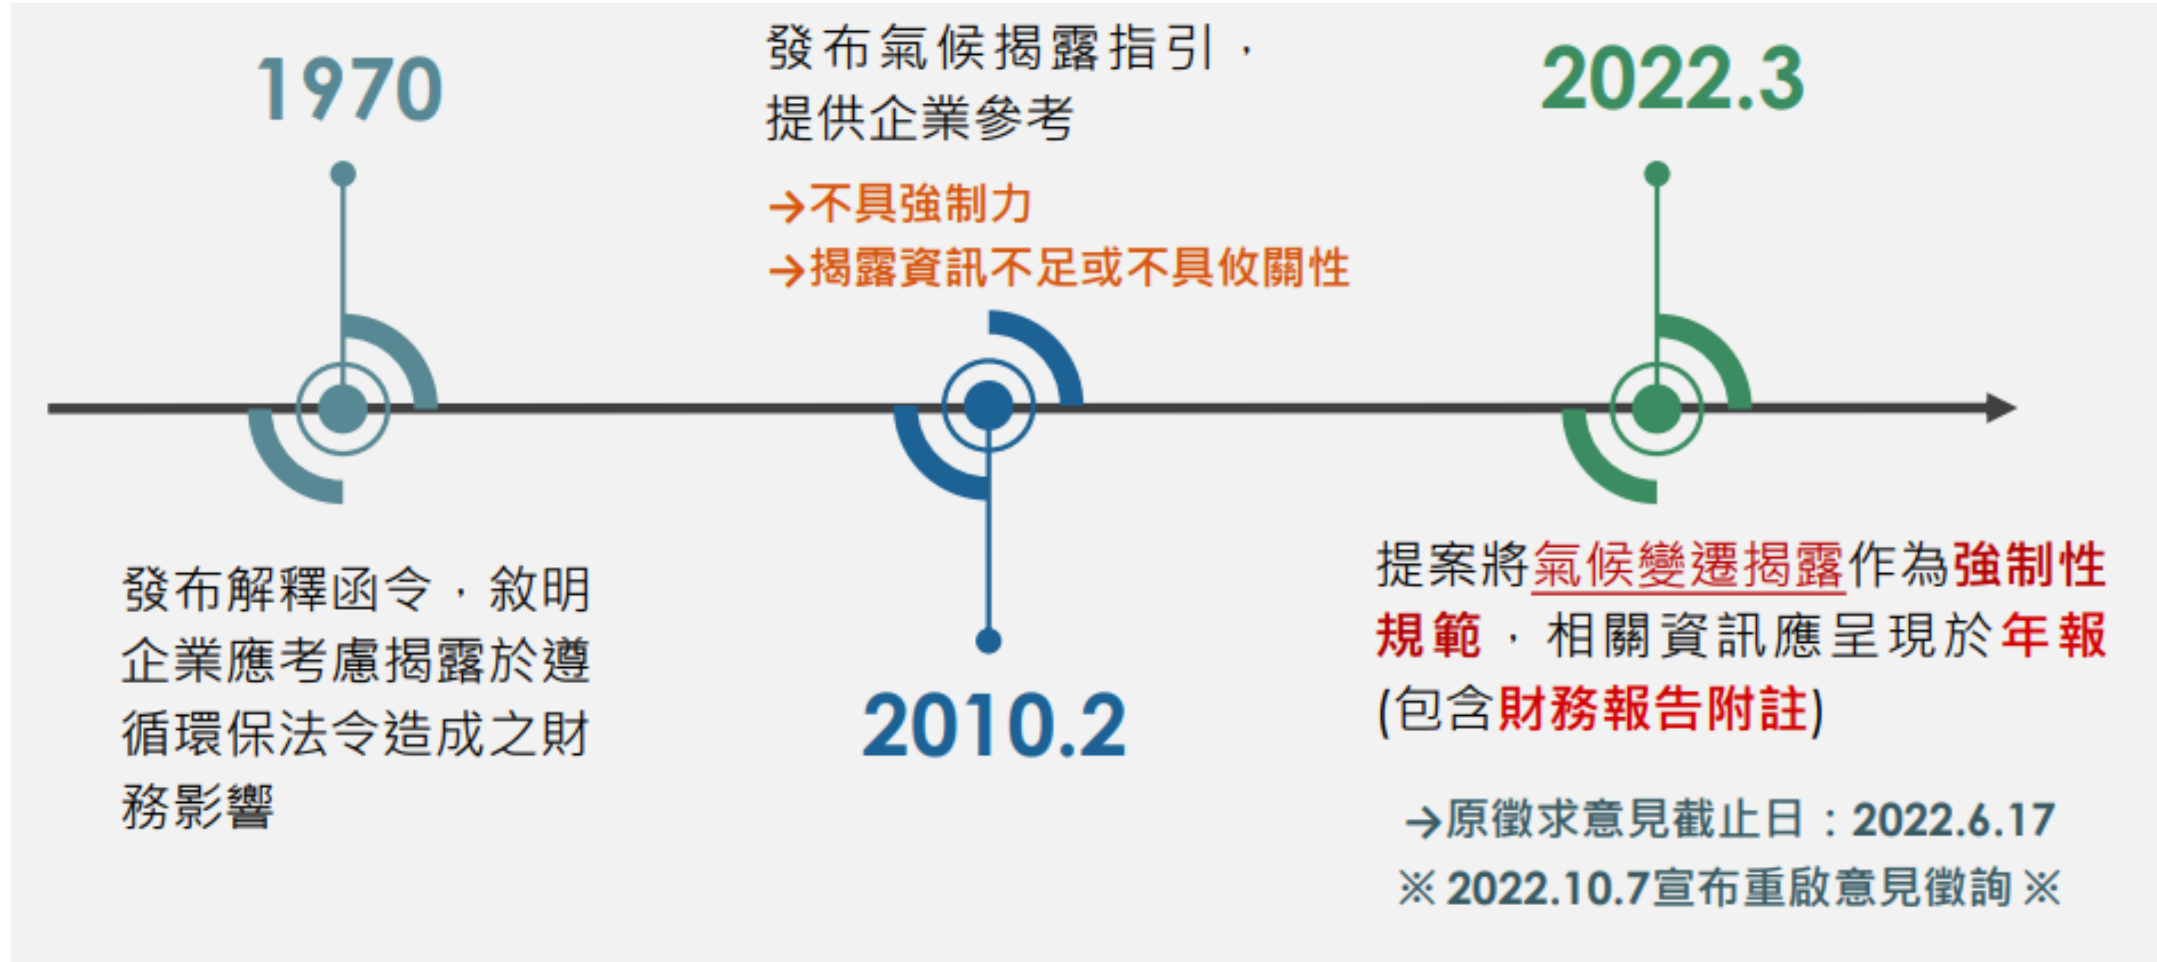 1970
發布解釋函令，敘明
企業應考慮揭露於遵
循環保法令造成之財
務影響
發布氣候揭露指引，
提供企業參考
→不具強制力
→揭露資訊不足或不具攸關性
2010.2
2022.3
提案將氣候變遷揭露作為強制性
規範，相關資訊應呈現於年報
(包含財務報告附註)
→原徵求意見截止日：2022.6.17
※2022.10.7宣布重啟意見徵詢※